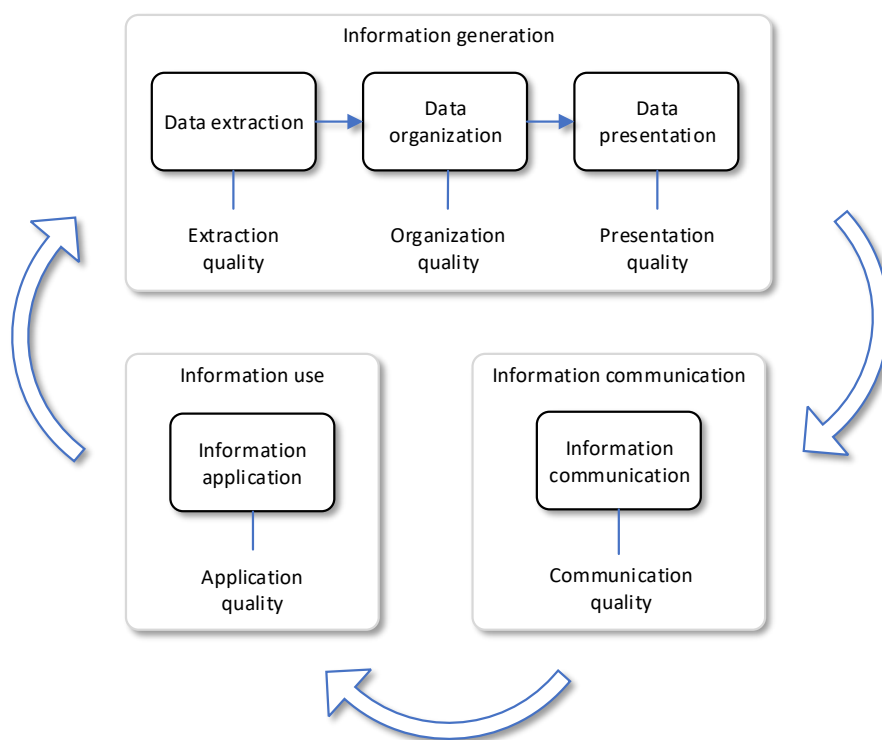 Information generation
Data extraction
Data
organization
Data
presentation
Extraction
quality
Organization
quality
Presentation
quality
Information use
Information
application
Application
quality
Information communication
Information
communication
Communication
quality